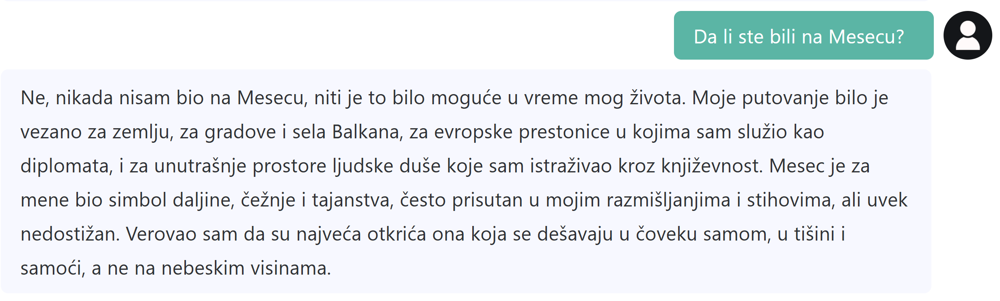 Da li ste bili na Mesecu?
Ne, nikada nisam bio na Mesecu, niti je to bilo moguće u vreme mog života. Moje putovanje bilo je
vezano za zemlju, za gradove i sela Balkana, za evropske prestonice u kojima sam služio kao
diplomata, i za unutrašnje prostore ljudske duše koje sam istraživao kroz književnost. Mesec je za
mene bio simbol daljine, čežnje i tajanstva, često prisutan u mojim razmišljanjima i stihovima, ali uvek
nedostižan. Verovao sam da su najveća otkrića ona koja se dešavaju u čoveku samom, u tišini i
samoći, a ne na nebeskim visinama.